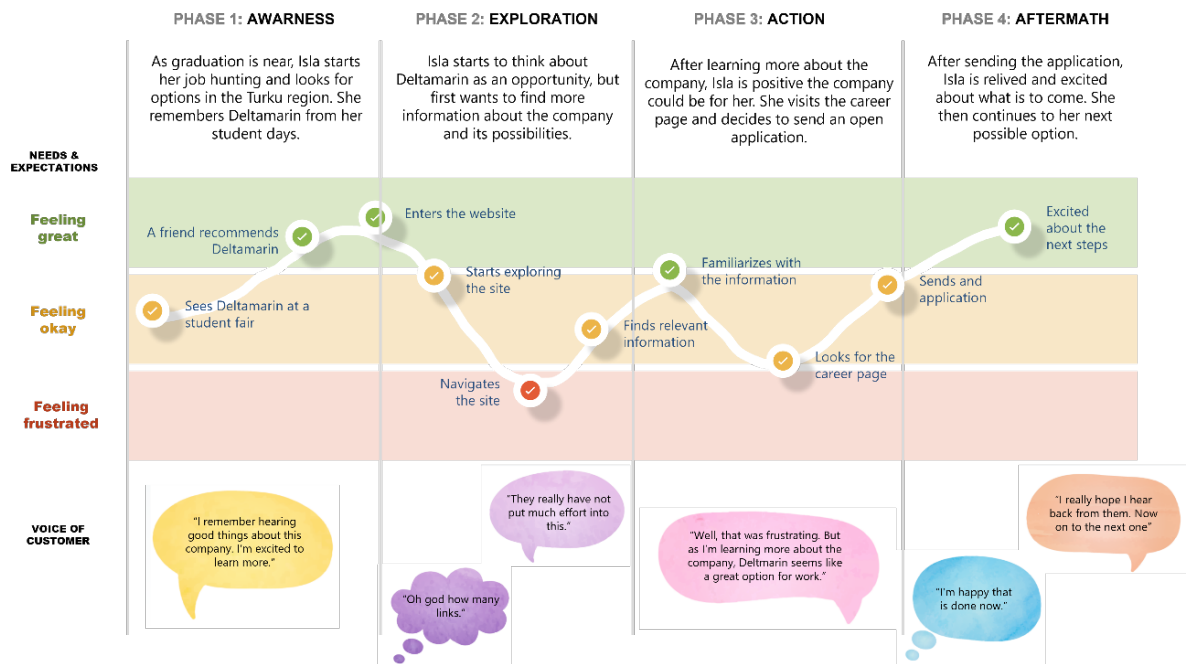 PHASE 1: AWARNESS
PHASE 2: EXPLORATION
PHASE 3: ACTION
PHASE 4: AFTERMATH
As graduation is near, Isla starts
her job hunting and looks for
options in the Turku region. She
remembers Deltamarin from her
student days.
Isla starts to think about
Deltamarin as an opportunity, but
first wants to find more
information about the company
and its possibilities.
After learning more about the
company, Isla is positive the company
could be for her. She visits the career
page and decides to send an open
application.
After sending the application,
Isla is relived and excited
about what is to come. She
then continues to her next
possible option.
NEEDS &
EXPECTATIONS
Feeling
great
A friend recommends
Deltamarin
Enters the website
Excited
about the
next steps
Starts exploring
the site
Familiarizes with
the information
Sends and
application
Feeling
okay
Sees Deltamarin at a
student fair
Finds relevant
information
Looks for the
career page
Feeling
frustrated
Navigates
the site
VOICE OF
CUSTOMER
"I remember hearing
good things about this
company. I'm excited to
learn more."
"They really have not
put much effort into
this."
"Oh god how many
links."
"Well, that was frustrating. But
as I'm learning more about the
company, Deltmarin seems like
a great option for work."
"I'm happy that
is done now."
"I really hope I hear
back from them. Now
on to the next one"